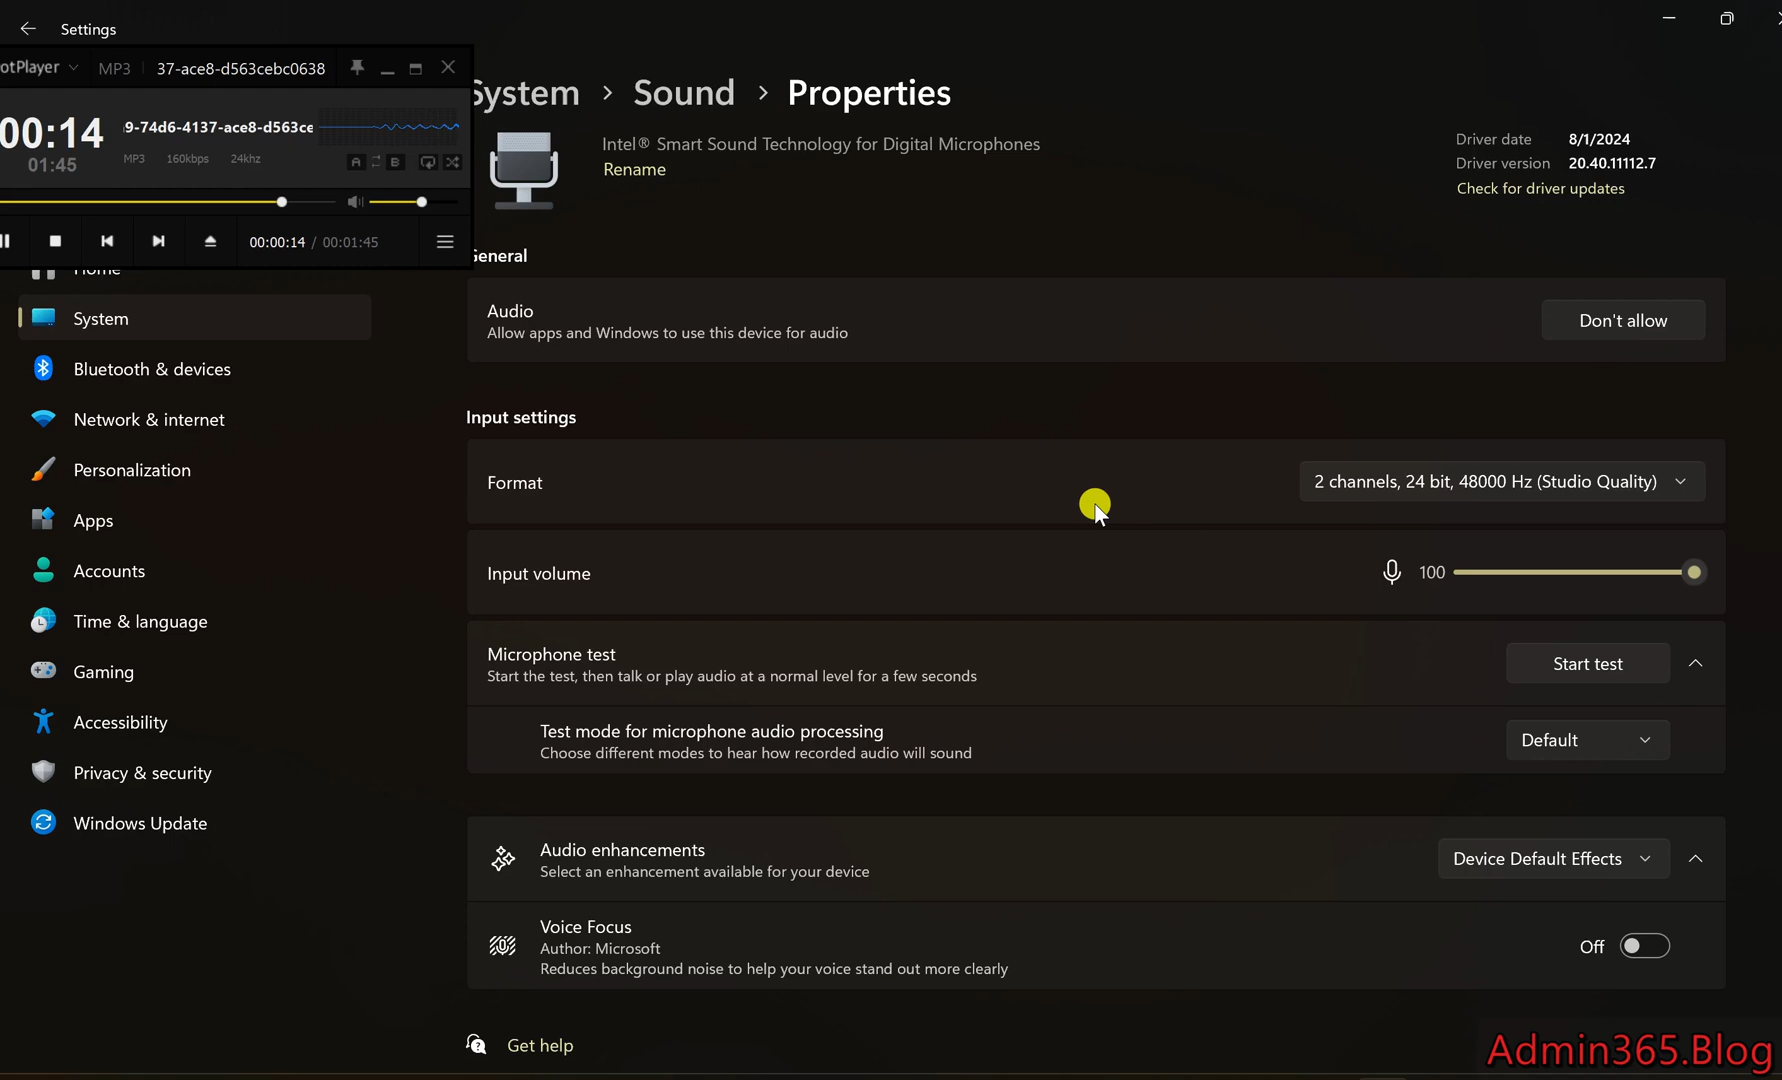 Settings
otPlayer
MP3
37-ace8-d563cebc0638
00:14
01:45
9-74d6-4137-ace8-d563ce
MP3 160kbps 24khz
A B
00:00:14 / 00:01:45
System > Sound > Properties
Intel® Smart Sound Technology for Digital Microphones
Rename
Driver date 8/1/2024
Driver version 20.40.11112.7
Check for driver updates
Home
System
Bluetooth & devices
Network & internet
Personalization
Apps
Accounts
Time & language
Gaming
Accessibility
Privacy & security
Windows Update
General
Audio
Allow apps and Windows to use this device for audio
Don't allow
Input settings
Format
2 channels, 24 bit, 48000 Hz (Studio Quality)
Input volume
100
Microphone test
Start the test, then talk or play audio at a normal level for a few seconds
Start test
Test mode for microphone audio processing
Choose different modes to hear how recorded audio will sound
Default
Audio enhancements
Select an enhancement available for your device
Device Default Effects
Voice Focus
Author: Microsoft
Reduces background noise to help your voice stand out more clearly
Off
Get help
Admin365.Blog